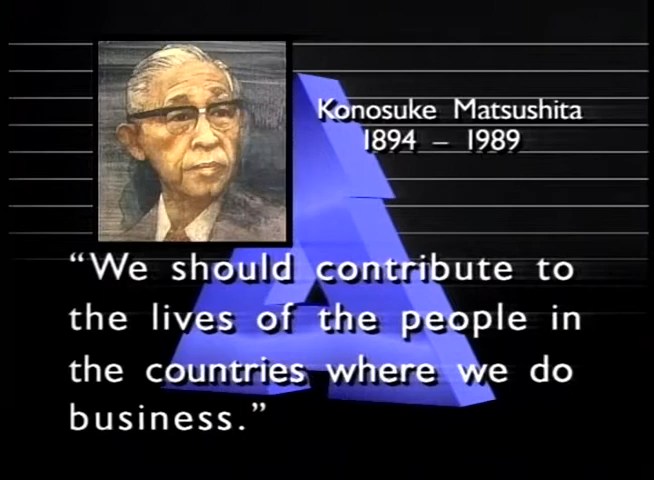 Konosuke Matsushita
1894 – 1989
“We should contribute to
the lives of the people in
the countries where we do
business.”